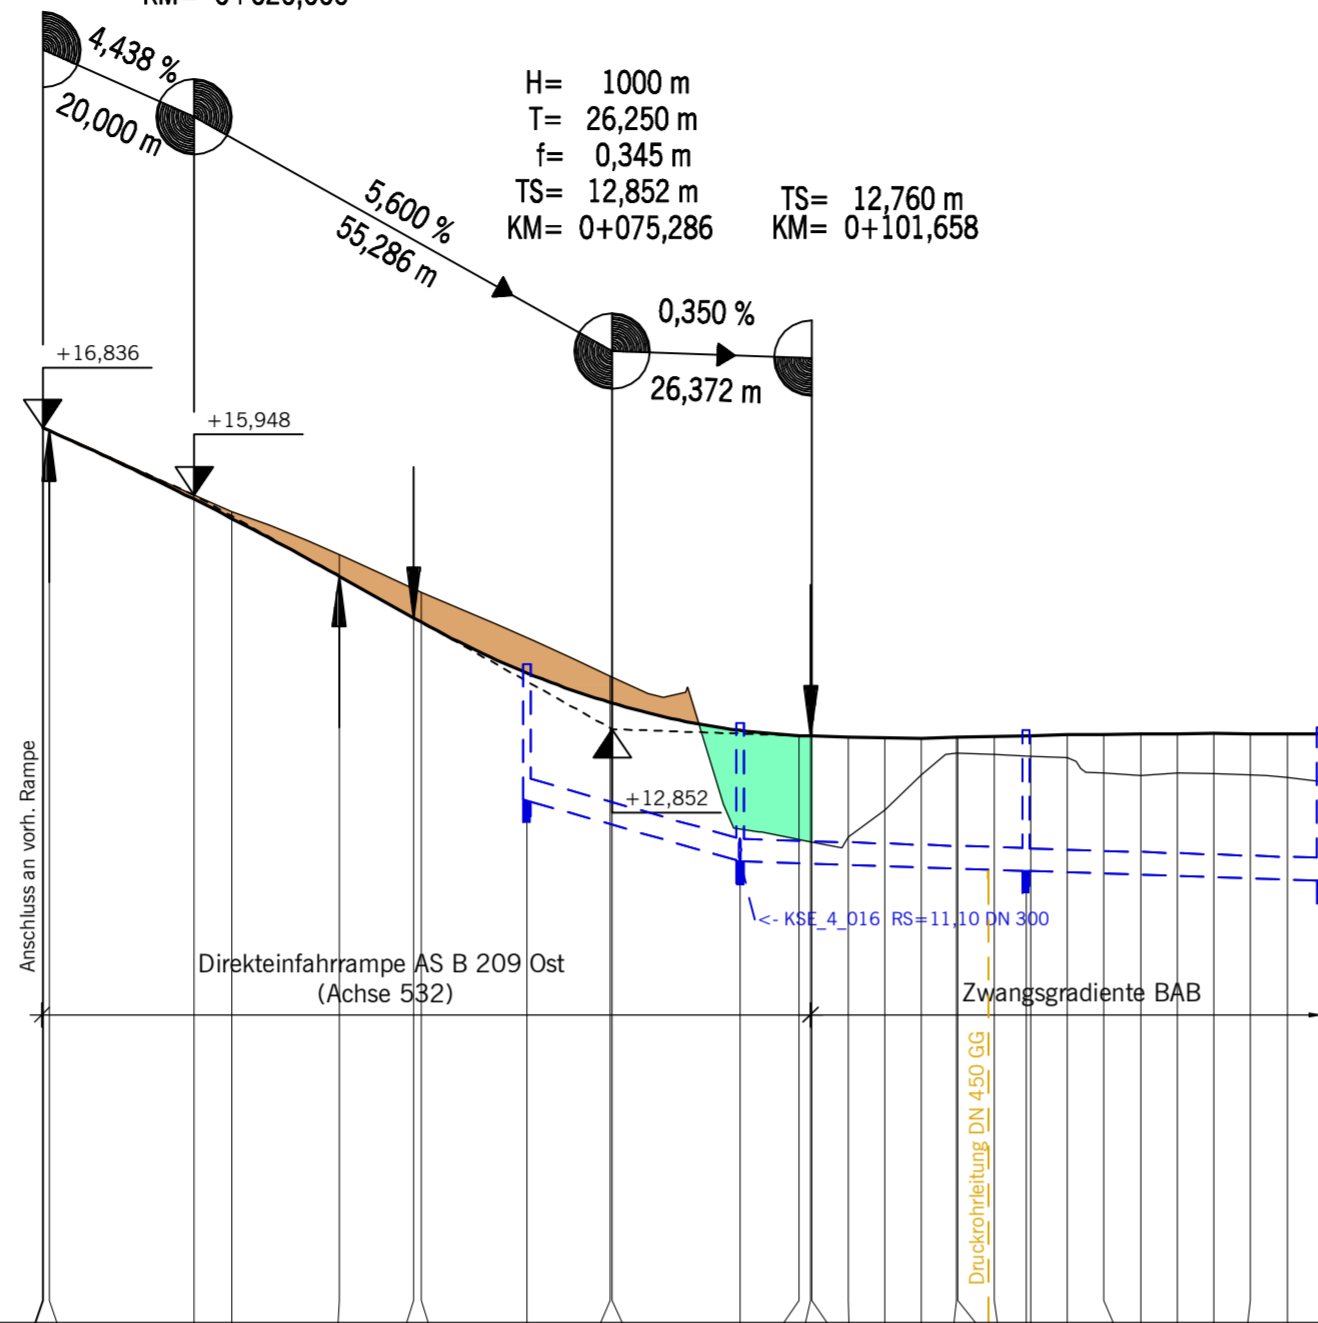 4,438 %
20,000 m
5,600 %
55,286 m
H= 1000 m
T= 26,250 m
f= 0,345 m
TS= 12,852 m
KM= 0+075,286
TS= 12,760 m
KM= 0+101,658
0,350 %
26,372 m
+16,836
+15,948
+12,852
<- KSE_4_016 RS=11,10 DN 300
Anschluss an vorh. Rampe
Direkteinfahrrampe AS B 209 Ost
(Achse 532)
Zwangsgradiente BAB
Druckrohrleitung DN 450 GG